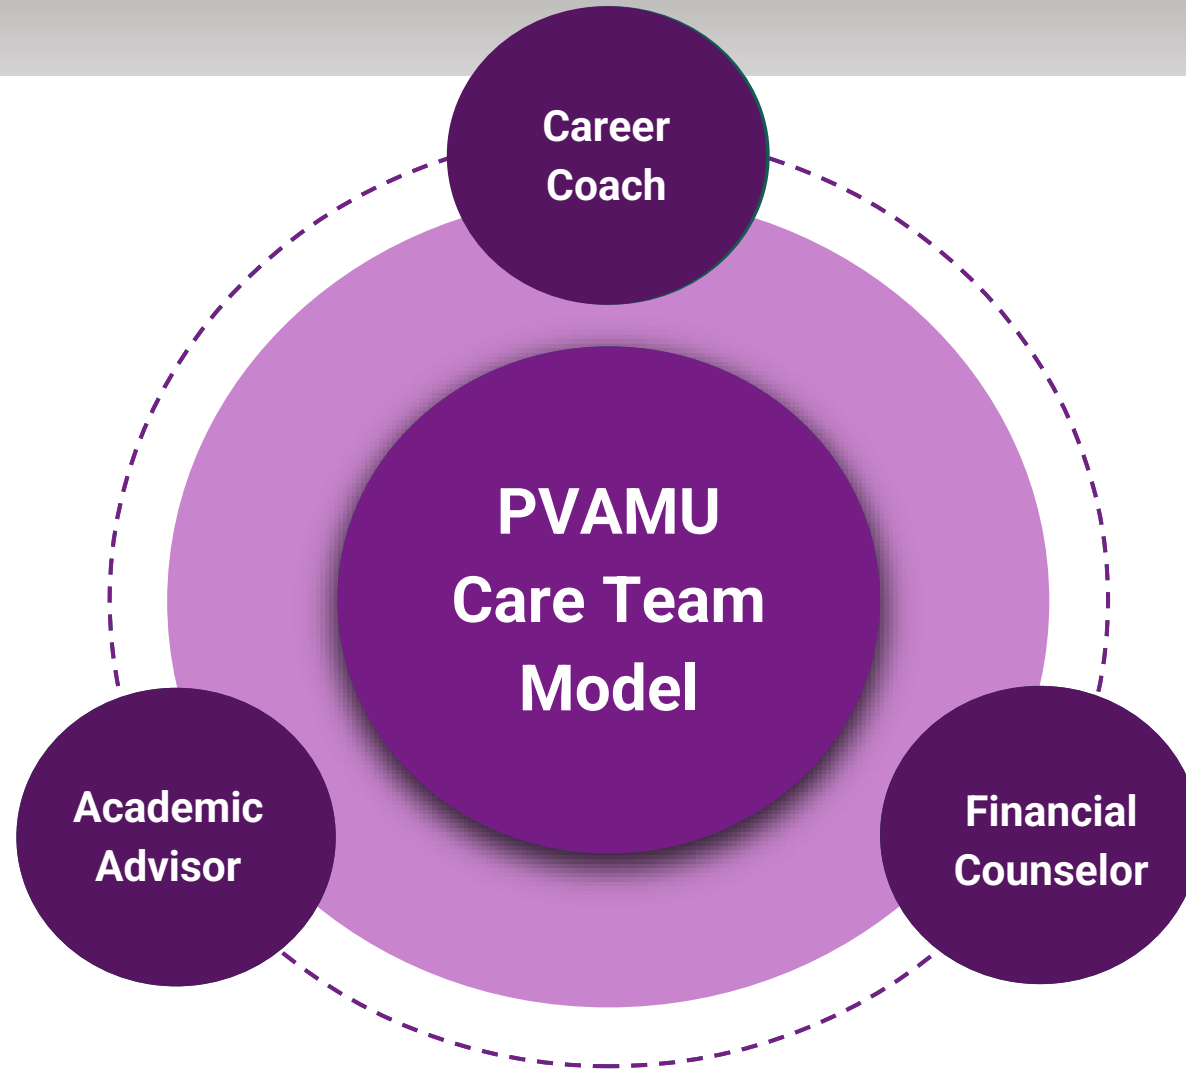 Career
Coach
PVAMU
Care Team
Model
Academic
Advisor
Financial
Counselor